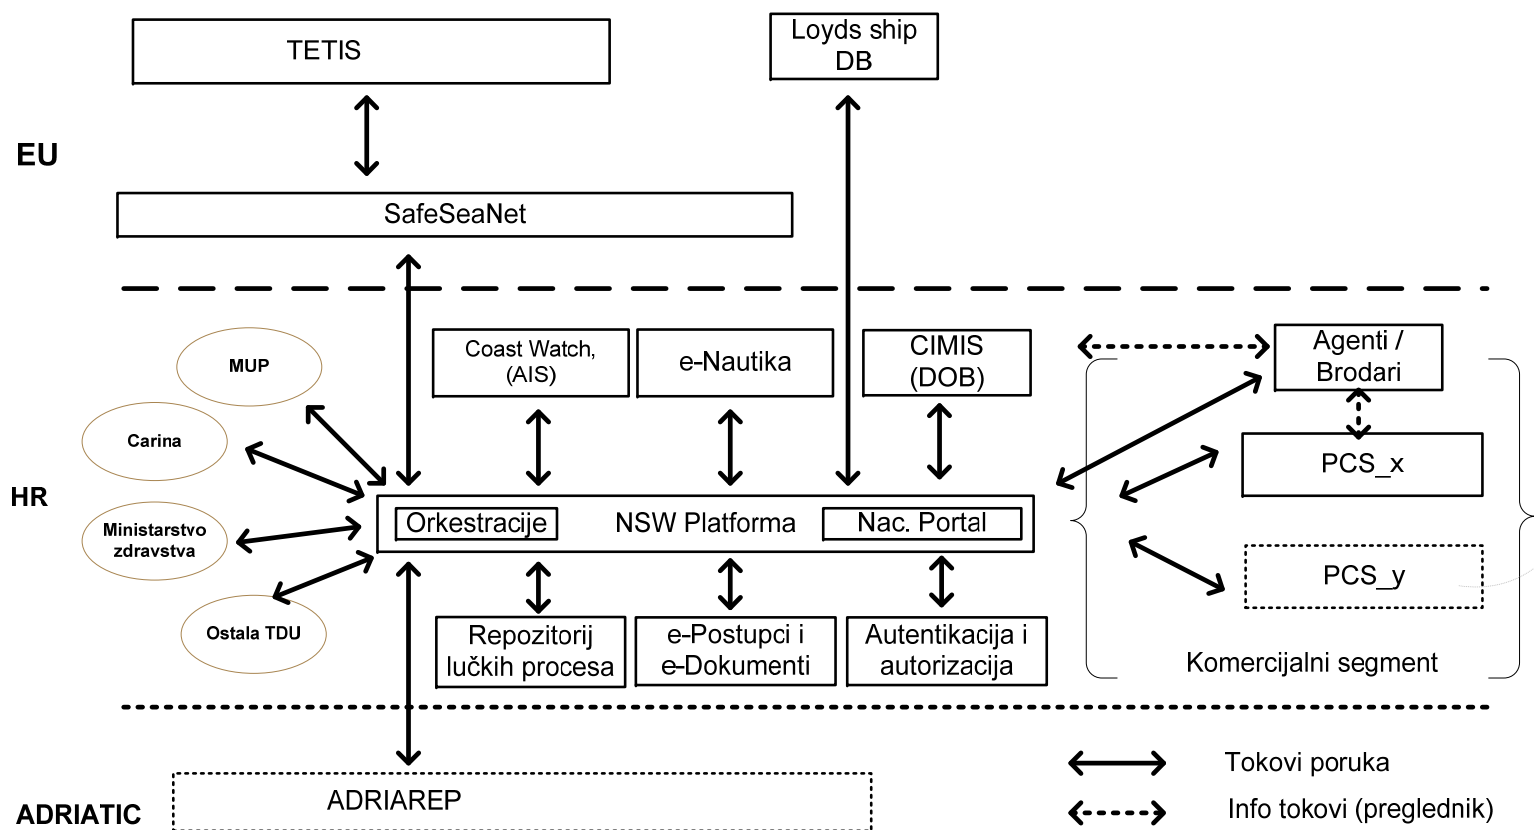 TETIS
Loyds ship
DB
EU
SafeSeaNet
MUP
Coast Watch,
(AIS)
e-Nautika
CIMIS
(DOB)
Agenti /
Brodari
Carina
PCS_x
HR
Ministarstvo
zdravstva
Orkestracije
NSW Platforma
Nac. Portal
PCS_y
Ostala TDU
Repozitorij
lučkih procesa
e-Postupci i
e-Dokumenti
Autentikacija i
autorizacija
Komercijalni segment
ADRIATIC
ADRIAREP
Tokovi poruka
Info tokovi (preglednik)